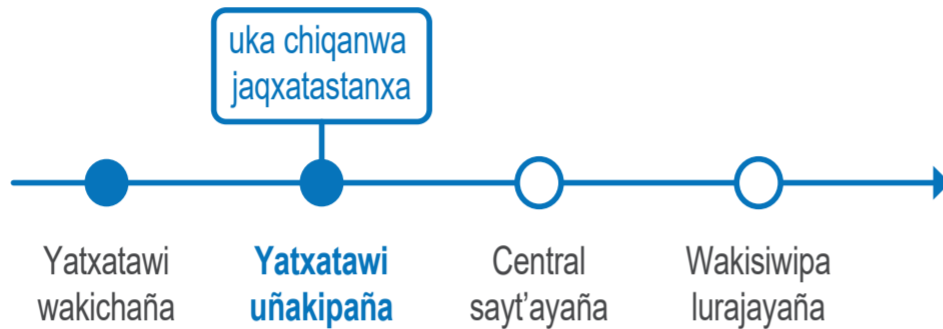 uka chiqanwa
jaqxatastanxa
Yatxatawi
wakichaña
Yatxatawi
uñakipaña
Central
sayt’ayaña
Wakisiwipa
lurajayaña